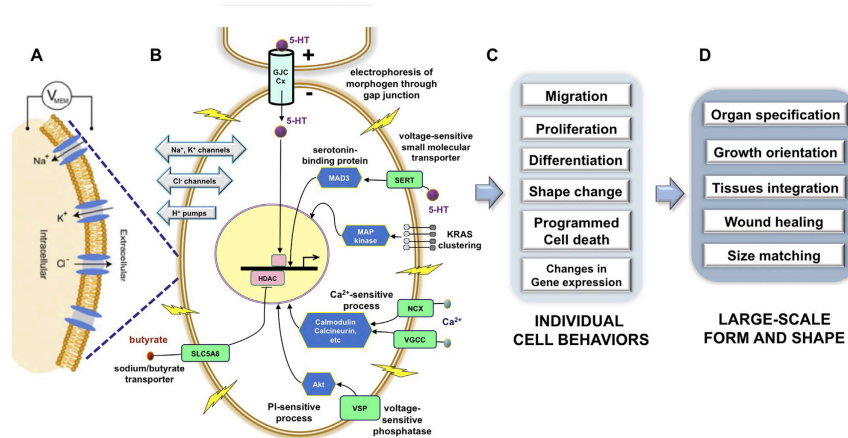 A
V MEM
Na+
K+
Cl-
Intracellular
Extracellular
B
5-HT
+
GJC
Cx
-
electrophoresis of
morphogen through
gap junction
5-HT
Na+, K+ channels
Cl- channels
H+ pumps
serotonin-
binding protein
voltage-sensitive
small molecular
transporter
MAD3
SERT
5-HT
MAP
kinase
KRAS
clustering
HDAC
Ca2+-sensitive
process
NCX
Ca2+
Calmodulin
Calcineurin,
etc
VGCC
butyrate
SLC5A8
sodium/butyrate
transporter
Akt
PI-sensitive
process
VSP
voltage-
sensitive
phosphatase
C
Migration
Proliferation
Differentiation
Shape change
Programmed
Cell death
Changes in
Gene expression
INDIVIDUAL
CELL BEHAVIORS
D
Organ specification
Growth orientation
Tissues integration
Wound healing
Size matching
LARGE-SCALE
FORM AND SHAPE